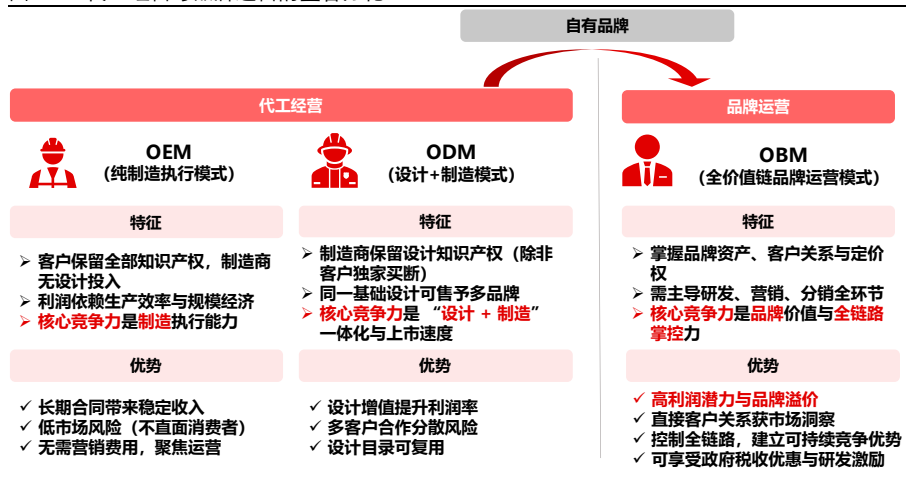 自有品牌
代工经营
品牌运营
OEM
（纯制造执行模式）
ODM
（设计+制造模式）
OBM
（全价值链品牌运营模式）
特征
➢ 客户保留全部知识产权，制造商
无设计投入
➢ 利润依赖生产效率与规模经济
➢ 核心竞争力是制造执行能力
优势
✓ 长期合同带来稳定收入
✓ 低市场风险（不直面消费者）
✓ 无需营销费用，聚焦运营
特征
➢ 制造商保留设计知识产权（除非
客户独家买断）
➢ 同一基础设计可售予多品牌
➢ 核心竞争力是 “设计 + 制造”
一体化与上市速度
优势
✓ 设计增值提升利润率
✓ 多客户合作分散风险
✓ 设计目录可复用
特征
➢ 掌握品牌资产、客户关系与定价
权
➢ 需主导研发、营销、分销全环节
➢ 核心竞争力是品牌价值与全链路
掌控力
优势
✓ 高利润潜力与品牌溢价
✓ 直接客户关系获市场洞察
✓ 控制全链路，建立可持续竞争优势
✓ 可享受政府税收优惠与研发激励